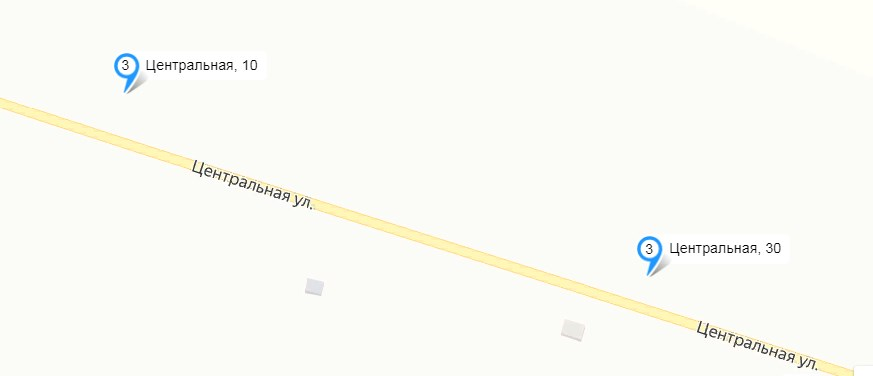 3 Центральная, 10
Центральная ул.
3 Центральная, 30
Центральная ул.